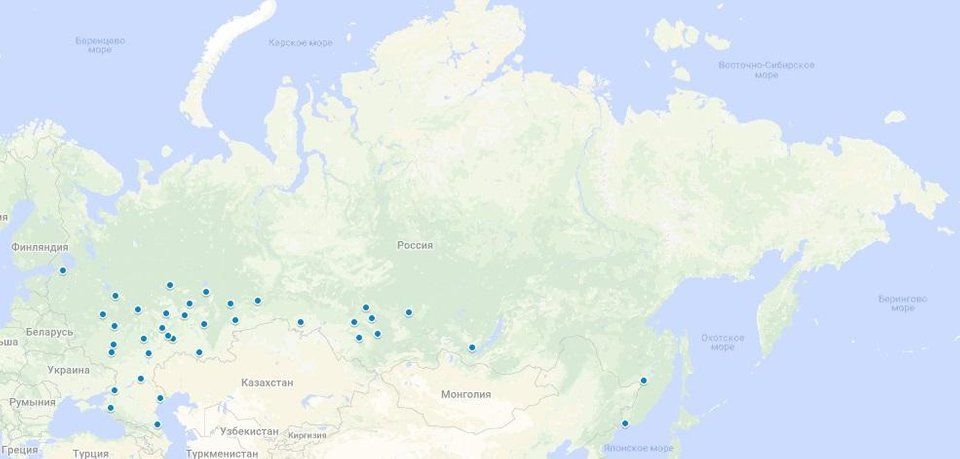 Баренцево
море
Карское море
Восточно-Сибирское
море
Финляндия
Россия
Берингово
море
Беларусь
Охотское
море
Украина
Казахстан
Монголия
Румыния
Узбекистан
Киргизия
Японское море
Греция
Турция
Туркменистан